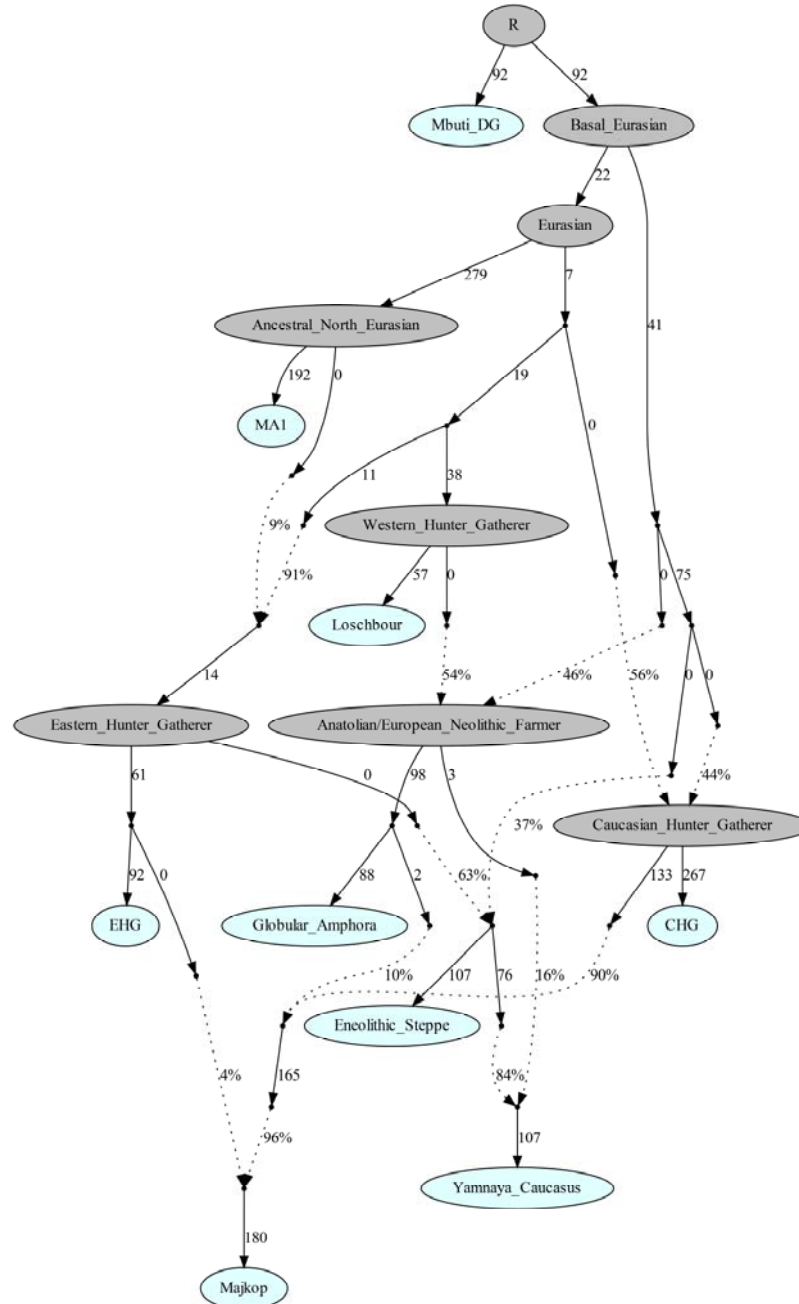 R
92
92
Mbuti_DG
Basal_Eurasian
22
Eurasian
279
7
41
Ancestral_North_Eurasian
192
0
19
0
MA1
11
38
9%
Western_Hunter_Gatherer
91%
57
0
0
75
Loschbour
14
54%
46%
56%
0
0
Eastern_Hunter_Gatherer
Anatolian/European_Neolithic_Farmer
61
0
98
3
37%
44%
Caucasian_Hunter_Gatherer
92
0
88
2
63%
133
267
EHG
Globular_Amphora
CHG
10%
107
76
16%
90%
Eneolithic_Steppe
4%
165
84%
96%
107
Yamnaya_Caucasus
180
Majkop